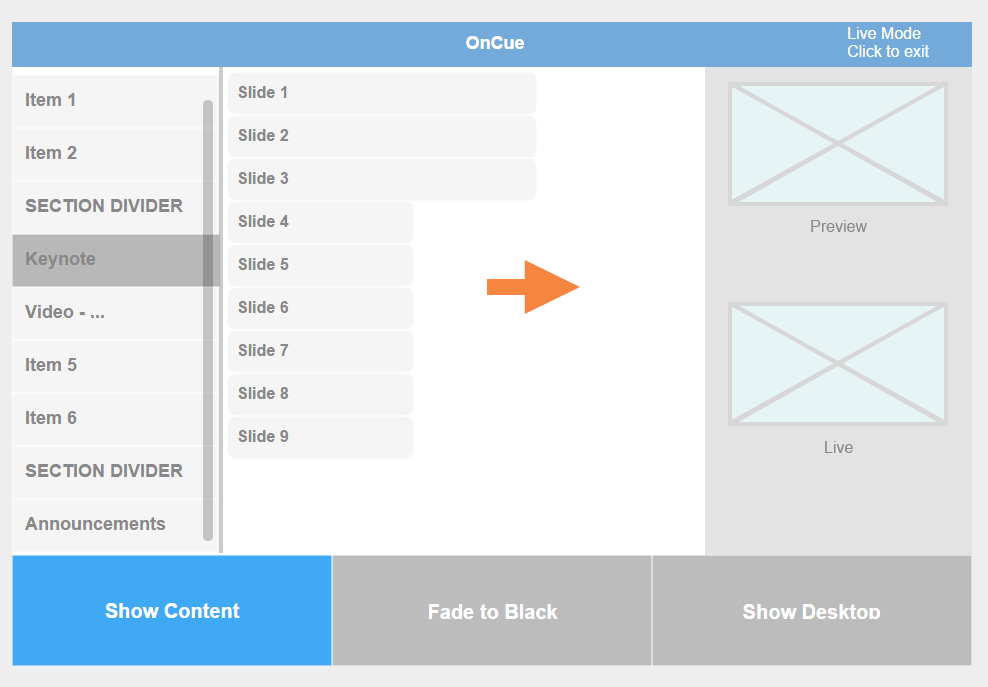 OnCue
Live Mode
Click to exit
Item 1
Item 2
SECTION DIVIDER
Keynote
Video - ...
Item 5
Item 6
SECTION DIVIDER
Announcements
Slide 1
Slide 2
Slide 3
Slide 4
Slide 5
Slide 6
Slide 7
Slide 8
Slide 9
Preview
Live
Show Content
Fade to Black
Show Desktop